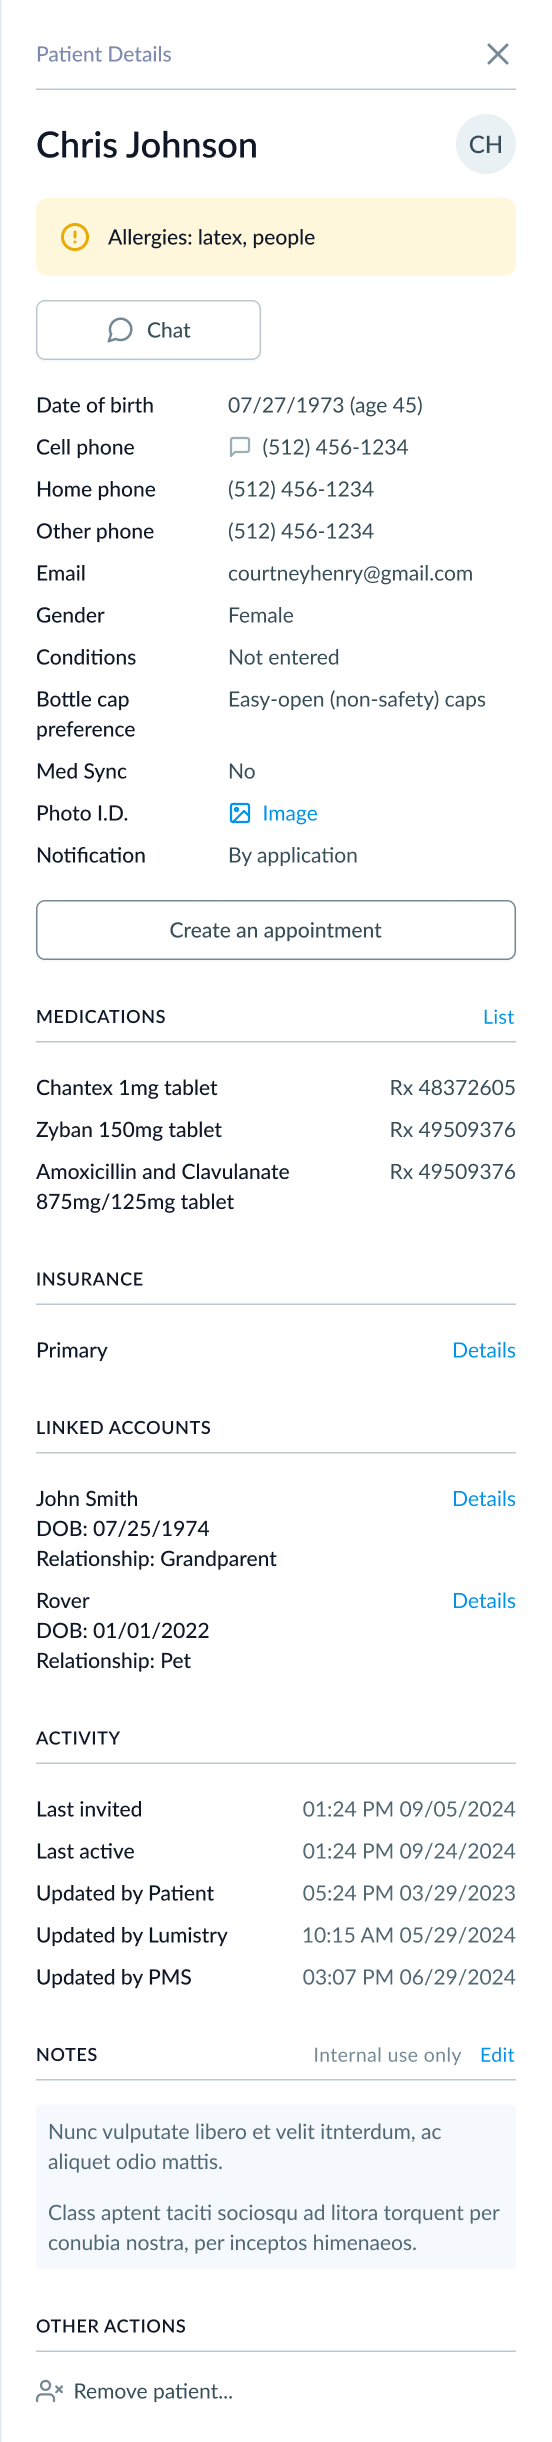 Patient Details
Chris Johnson
CH
Allergies: latex, people
Chat
Date of birth 07/27/1973 (age 45)
Cell phone (512) 456-1234
Home phone (512) 456-1234
Other phone (512) 456-1234
Email courtneyhenry@gmail.com
Gender Female
Conditions Not entered
Bottle cap Easy-open (non-safety) caps
preference
Med Sync No
Photo I.D. Image
Notification By application
Create an appointment
MEDICATIONS List
Chantex 1mg tablet Rx 48372605
Zyban 150mg tablet Rx 49509376
Amoxicillin and Clavulanate Rx 49509376
875mg/125mg tablet
INSURANCE
Primary Details
LINKED ACCOUNTS
John Smith Details
DOB: 07/25/1974
Relationship: Grandparent
Rover Details
DOB: 01/01/2022
Relationship: Pet
ACTIVITY
Last invited 01:24 PM 09/05/2024
Last active 01:24 PM 09/24/2024
Updated by Patient 05:24 PM 03/29/2023
Updated by Lumistry 10:15 AM 05/29/2024
Updated by PMS 03:07 PM 06/29/2024
NOTES Internal use only Edit
Nunc vulputate libero et velit itnterdum, ac
aliquet odio mattis.
Class aptent taciti sociosqu ad litora torquent per
conubia nostra, per inceptos himenaeos.
OTHER ACTIONS
Remove patient...